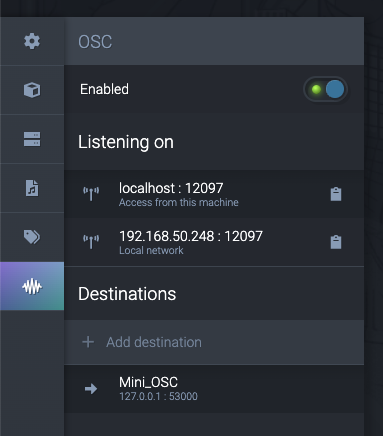 OSC
Enabled
Listening on
localhost : 12097
Access from this machine
192.168.50.248 : 12097
Local network
Destinations
+ Add destination
Mini_OSC
127.0.0.1 : 53000